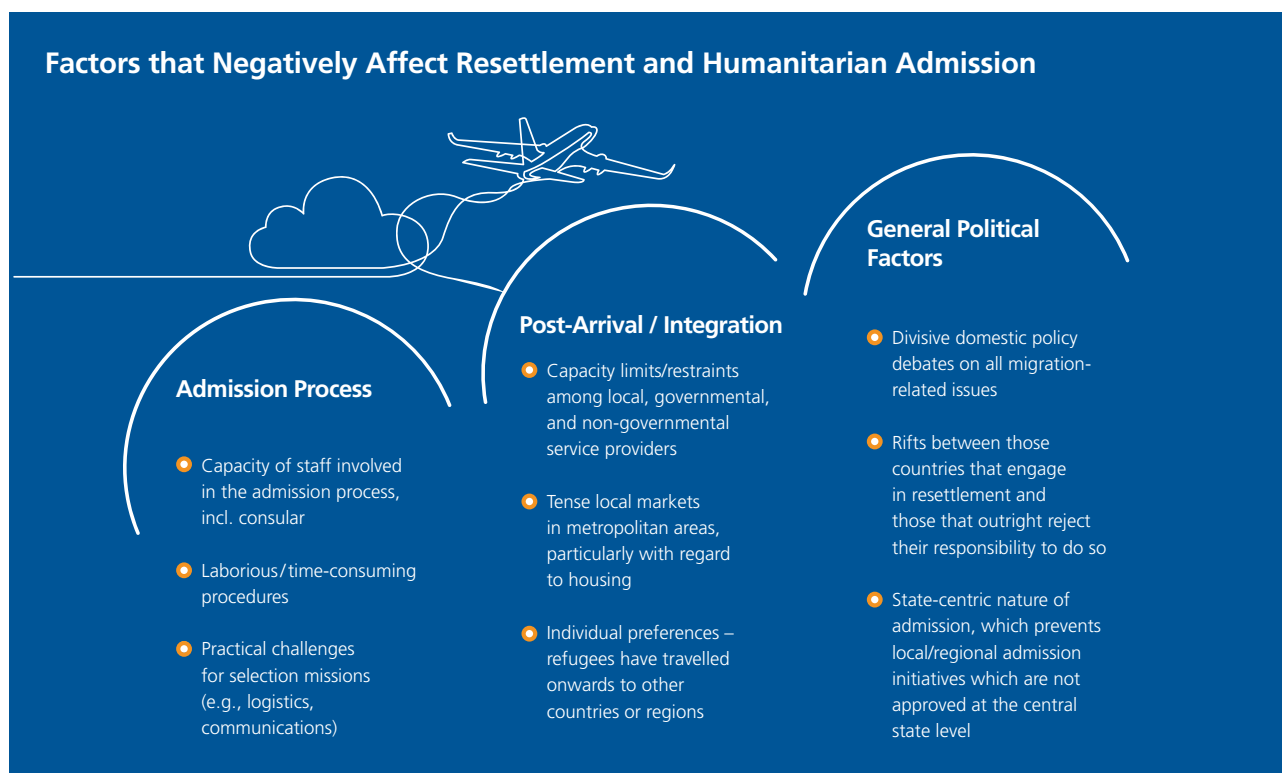 Factors that Negatively Affect Resettlement and Humanitarian Admission
Admission Process
Capacity of staff involved
in the admission process,
incl. consular
Laborious/time-consuming
procedures
Practical challenges
for selection missions
(e.g., logistics,
communications)
Post-Arrival / Integration
Capacity limits/restraints
among local, governmental,
and non-governmental
service providers
Tense local markets
in metropolitan areas,
particularly with regard
to housing
Individual preferences –
refugees have travelled
onwards to other
countries or regions
General Political
Factors
Divisive domestic policy
debates on all migration-
related issues
Rifts between those
countries that engage
in resettlement and
those that outright reject
their responsibility to do so
State-centric nature of
admission, which prevents
local/regional admission
initiatives which are not
approved at the central
state level